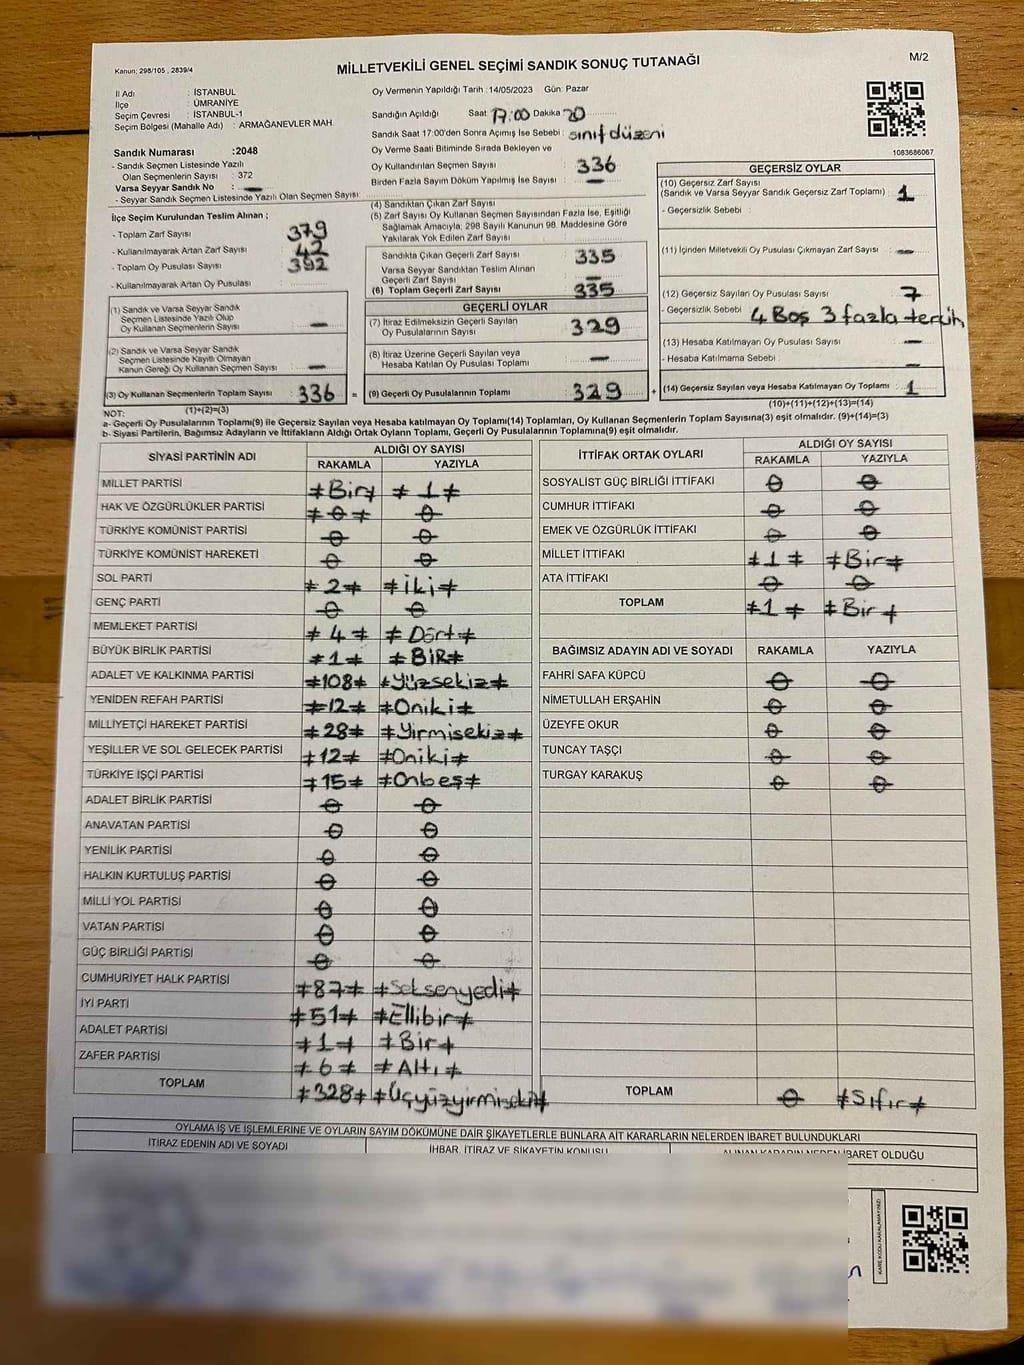 Kanun; 298/105 , 2839/4
MİLLETVEKİLİ GENEL SEÇİMİ SANDIK SONUÇ TUTANAĞI
M/2
İl Adı : İSTANBUL
İlçe : ÜMRANİYE
Seçim Çevresi : İSTANBUL-1
Seçim Bölgesi (Mahalle Adı) : ARMAĞANEVLER MAH.
Oy Vermenin Yapıldığı Tarih : 14/05/2023 Gün: Pazar
Sandığın Açıldığı Saat 17:00 Dakika 20
Sandık Saat 17:00'den Sonra Açılmış İse Sebebi : sınıf düzeni
1083686067
Sandık Numarası :2048
- Sandık Seçmen Listesinde Yazılı
Olan Seçmenlerin Sayısı : 372
Varsa Seyyar Sandık No : —
- Seyyar Sandık Seçmen Listesinde Yazılı Olan Seçmen Sayısı:
Oy Verme Saati Bitiminde Sırada Bekleyen ve
Oy Kullandırılan Seçmen Sayısı : 336
Birden Fazla Sayım Döküm Yapılmış İse Sayısı : —
İlçe Seçim Kurulundan Teslim Alınan ;
- Toplam Zarf Sayısı : 379
- Kullanılmayarak Artan Zarf Sayısı : 42
- Toplam Oy Pusulası Sayısı : 392
- Kullanılmayarak Artan Oy Pusulası :
(4) Sandıktan Çıkan Zarf Sayısı :
(5) Zarf Sayısı Oy Kullanan Seçmen Sayısından Fazla İse, Eşitliği
Sağlamak Amacıyla, 298 Sayılı Kanunun 98. Maddesine Göre
Yakılarak Yok Edilen Zarf Sayısı :
Sandıkta Çıkan Geçerli Zarf Sayısı : 335
Varsa Seyyar Sandıktan Teslim Alınan
Geçerli Zarf Sayısı : —
(6) Toplam Geçerli Zarf Sayısı : 335
GEÇERSİZ OYLAR
(10) Geçersiz Zarf Sayısı
(Sandık ve Varsa Seyyar Sandık Geçersiz Zarf Toplamı) : 1
- Geçersizlik Sebebi :
(11) İçinden Milletvekili Oy Pusulası Çıkmayan Zarf Sayısı : —
(12) Geçersiz Sayılan Oy Pusulası Sayısı : 7
- Geçersizlik Sebebi : 4 Boş 3 fazla tercih
(13) Hesaba Katılmayan Oy Pusulası Sayısı : —
- Hesaba Katılmama Sebebi : —
(14) Geçersiz Sayılan veya Hesaba Katılmayan Oy Toplamı : 1
(10)+(11)+(12)+(13)=(14)
(1) Sandık ve Varsa Seyyar Sandık
Seçmen Listesinde Yazılı Olup
Oy Kullanan Seçmenlerin Sayısı : —
(2) Sandık ve Varsa Seyyar Sandık
Seçmen Listesinde Kayıtlı Olmayan
Kanun Gereği Oy Kullanan Seçmen Sayısı : —
(3) Oy Kullanan Seçmenlerin Toplam Sayısı : 336
(1)+(2)=(3)
=
GEÇERLİ OYLAR
(7) İtiraz Edilmeksizin Geçerli Sayılan
Oy Pusulalarının Sayısı : 329
(8) İtiraz Üzerine Geçerli Sayılan veya
Hesaba Katılan Oy Pusulası Toplamı : —
(9) Geçerli Oy Pusulalarının Toplamı : 329
+
NOT:
a- Geçerli Oy Pusulalarının Toplamı(9) ile Geçersiz Sayılan veya Hesaba katılmayan Oy Toplamı(14) Toplamları, Oy Kullanan Seçmenlerin Toplam Sayısına(3) eşit olmalıdır. (9)+(14)=(3)
b- Siyasi Partilerin, Bağımsız Adayların ve İttifakların Aldığı Ortak Oyların Toplamı, Geçerli Oy Pusulalarının Toplamına(9) eşit olmalıdır.
SİYASİ PARTİNİN ADI ALDIĞI OY SAYISI
RAKAMLA YAZIYLA
MİLLET PARTİSİ ≠Bir≠ ≠1≠
HAK VE ÖZGÜRLÜKLER PARTİSİ ≠0≠ 0
TÜRKİYE KOMÜNİST PARTİSİ 0 0
TÜRKİYE KOMÜNİST HAREKETİ 0 0
SOL PARTİ ≠2≠ ≠İki≠
GENÇ PARTİ 0 0
MEMLEKET PARTİSİ ≠4≠ ≠Dört≠
BÜYÜK BİRLİK PARTİSİ ≠1≠ ≠BİR≠
ADALET VE KALKINMA PARTİSİ ≠108≠ ≠Yüzsekiz≠
YENİDEN REFAH PARTİSİ ≠12≠ ≠Oniki≠
MİLLİYETÇİ HAREKET PARTİSİ ≠28≠ ≠Yirmisekiz≠
YEŞİLLER VE SOL GELECEK PARTİSİ ≠12≠ ≠Oniki≠
TÜRKİYE İŞÇİ PARTİSİ ≠15≠ ≠Onbeş≠
ADALET BİRLİK PARTİSİ 0 0
ANAVATAN PARTİSİ 0 0
YENİLİK PARTİSİ 0 0
HALKIN KURTULUŞ PARTİSİ 0 0
MİLLİ YOL PARTİSİ 0 0
VATAN PARTİSİ 0 0
GÜÇ BİRLİĞİ PARTİSİ 0 0
CUMHURİYET HALK PARTİSİ ≠87≠ ≠Seksenyedi≠
İYİ PARTİ ≠51≠ ≠Ellibir≠
ADALET PARTİSİ ≠1≠ ≠Bir≠
ZAFER PARTİSİ ≠6≠ ≠Altı≠
TOPLAM ≠328≠ ≠Üçyüzyirmisekiz≠
İTTİFAK ORTAK OYLARI ALDIĞI OY SAYISI
RAKAMLA YAZIYLA
SOSYALİST GÜÇ BİRLİĞİ İTTİFAKI 0 0
CUMHUR İTTİFAKI 0 0
EMEK VE ÖZGÜRLÜK İTTİFAKI 0 0
MİLLET İTTİFAKI ≠1≠ ≠Bir≠
ATA İTTİFAKI 0 0
TOPLAM ≠1≠ ≠Bir≠
BAĞIMSIZ ADAYIN ADI VE SOYADI RAKAMLA YAZIYLA
FAHRİ SAFA KÜPCÜ 0 0
NİMETULLAH ERŞAHİN 0 0
ÜZEYFE OKUR 0 0
TUNCAY TAŞÇI 0 0
TURGAY KARAKUŞ 0 0
TOPLAM 0 ≠Sıfır≠
OYLAMA İŞ VE İŞLEMLERİNE VE OYLARIN SAYIM DÖKÜMÜNE DAİR ŞİKAYETLERLE BUNLARA AİT KARARLARIN NELERDEN İBARET BULUNDUKLARI
İTİRAZ EDENİN ADI VE SOYADI İHBAR, İTİRAZ VE ŞİKAYETİN KONUSU ALINAN KARARIN NEDEN İBARET OLDUĞU
KARE KODU KARALAMAYINIZ!